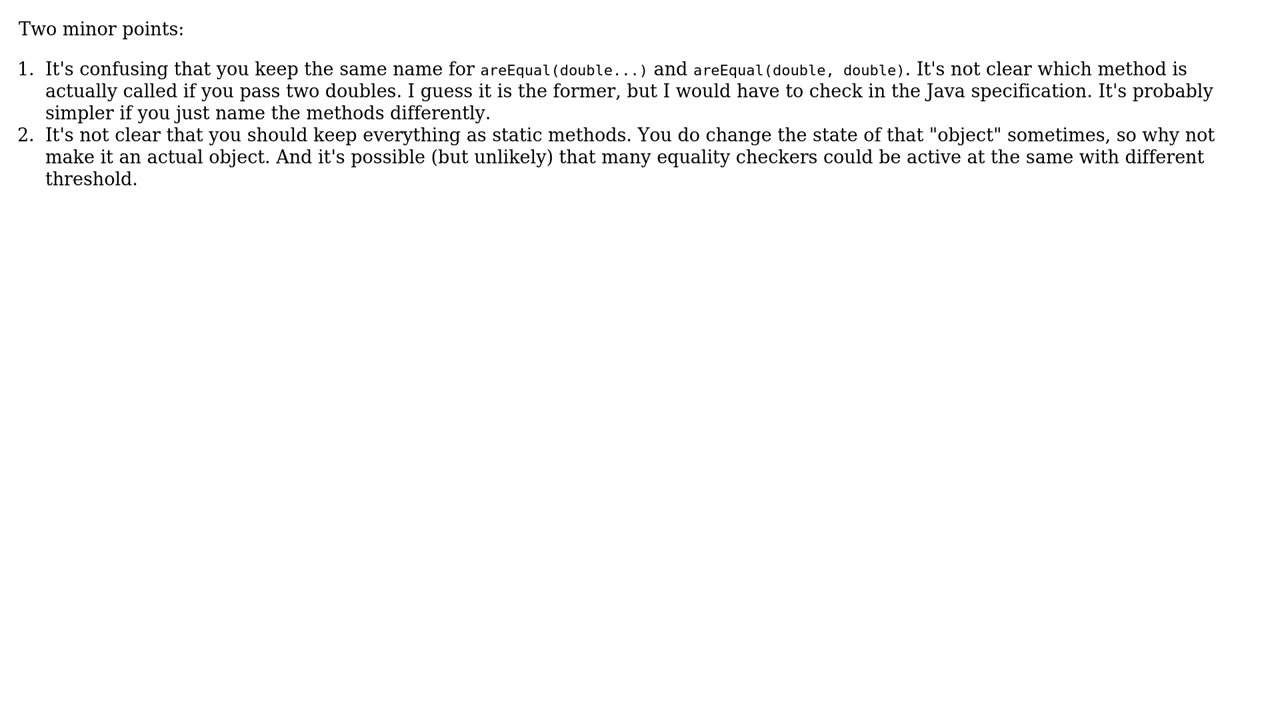 Two minor points:
1. It's confusing that you keep the same name for areEqual(double...) and areEqual(double, double). It's not clear which method is
actually called if you pass two doubles. I guess it is the former, but I would have to check in the Java specification. It's probably
simpler if you just name the methods differently.
2. It's not clear that you should keep everything as static methods. You do change the state of that "object" sometimes, so why not
make it an actual object. And it's possible (but unlikely) that many equality checkers could be active at the same with different
threshold.